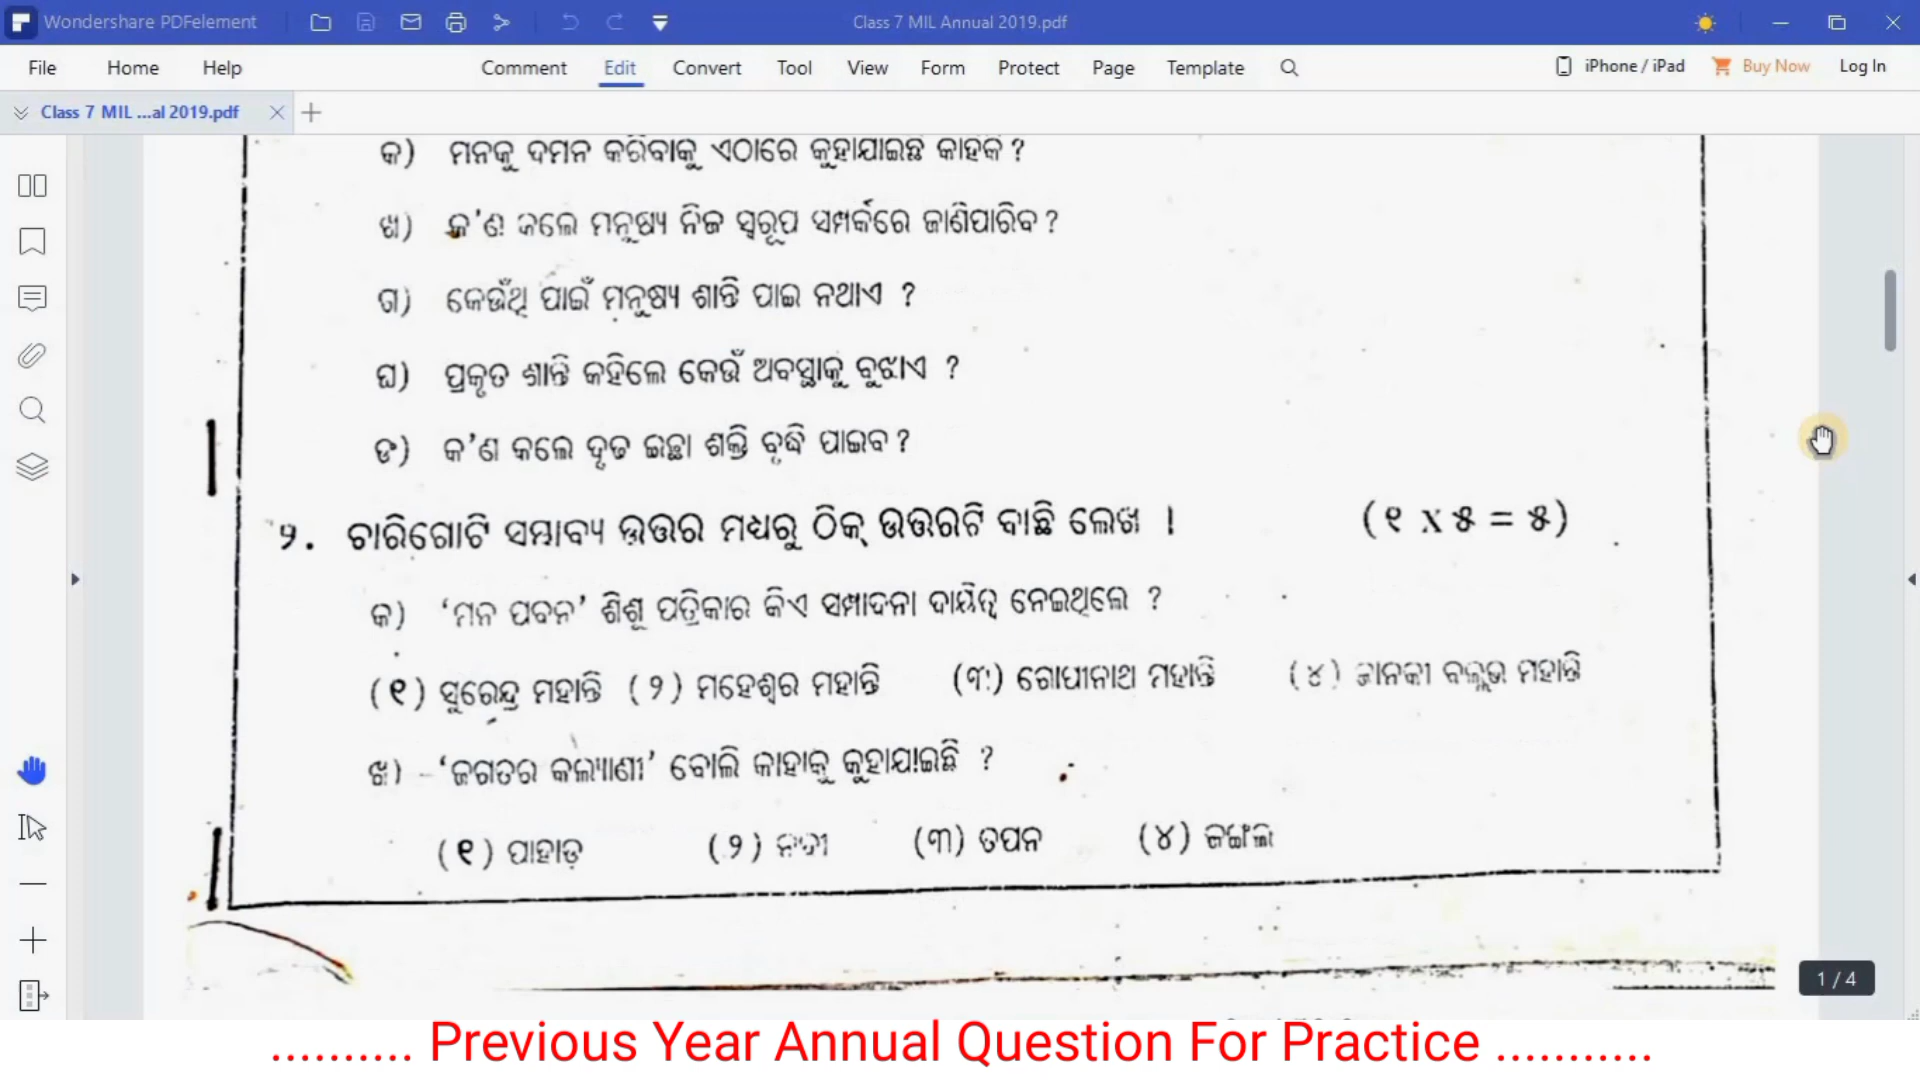 Wondershare PDFelement
Class 7 MIL Annual 2019.pdf
File Home Help Comment Edit Convert Tool View Form Protect Page Template iPhone / iPad Buy Now Log In
Class 7 MIL ...al 2019.pdf
କ) ମନକୁ ଦମନ କରିବାକୁ ଏଠାରେ କୁହାଯାଇଛି କାହିଁକି ?
ଖ) କ'ଣ କଲେ ମନୁଷ୍ୟ ନିଜ ସ୍ୱରୂପ ସମ୍ପର୍କରେ ଜାଣିପାରିବ ?
ଗ) କେଉଁଥି ପାଇଁ ମନୁଷ୍ୟ ଶାନ୍ତି ପାଇ ନଥାଏ ?
ଘ) ପ୍ରକୃତ ଶାନ୍ତି କହିଲେ କେଉଁ ଅବସ୍ଥାକୁ ବୁଝାଏ ?
ଙ) କ'ଣ କଲେ ଦୃଢ ଇଚ୍ଛା ଶକ୍ତି ବୃଦ୍ଧି ପାଇବ ?
୨. ଚାରିଗୋଟି ସମ୍ଭାବ୍ୟ ଉତ୍ତର ମଧ୍ୟରୁ ଠିକ୍ ଉତ୍ତରଟି ବାଛି ଲେଖ । (୧ x ୫ = ୫)
କ) 'ମନ ପବନ' ଶିଶୁ ପତ୍ରିକାର କିଏ ସମ୍ପାଦନା ଦାୟିତ୍ୱ ନେଇଥିଲେ ?
(୧) ସୁରେନ୍ଦ୍ର ମହାନ୍ତି (୨) ମହେଶ୍ୱର ମହାନ୍ତି (୩) ଗୋପୀନାଥ ମହାନ୍ତି (୪) ଜାନକୀ ବଲ୍ଲଭ ମହାନ୍ତି
ଖ) – 'ଜଗତର କଲ୍ୟାଣୀ' ବୋଲି କାହାକୁ କୁହାଯାଇଛି ?
(୧) ପାହାଡ଼ (୨) ନଦୀ (୩) ତପନ (୪) ଜଙ୍ଗଲ
1 / 4
.......... Previous Year Annual Question For Practice ...........